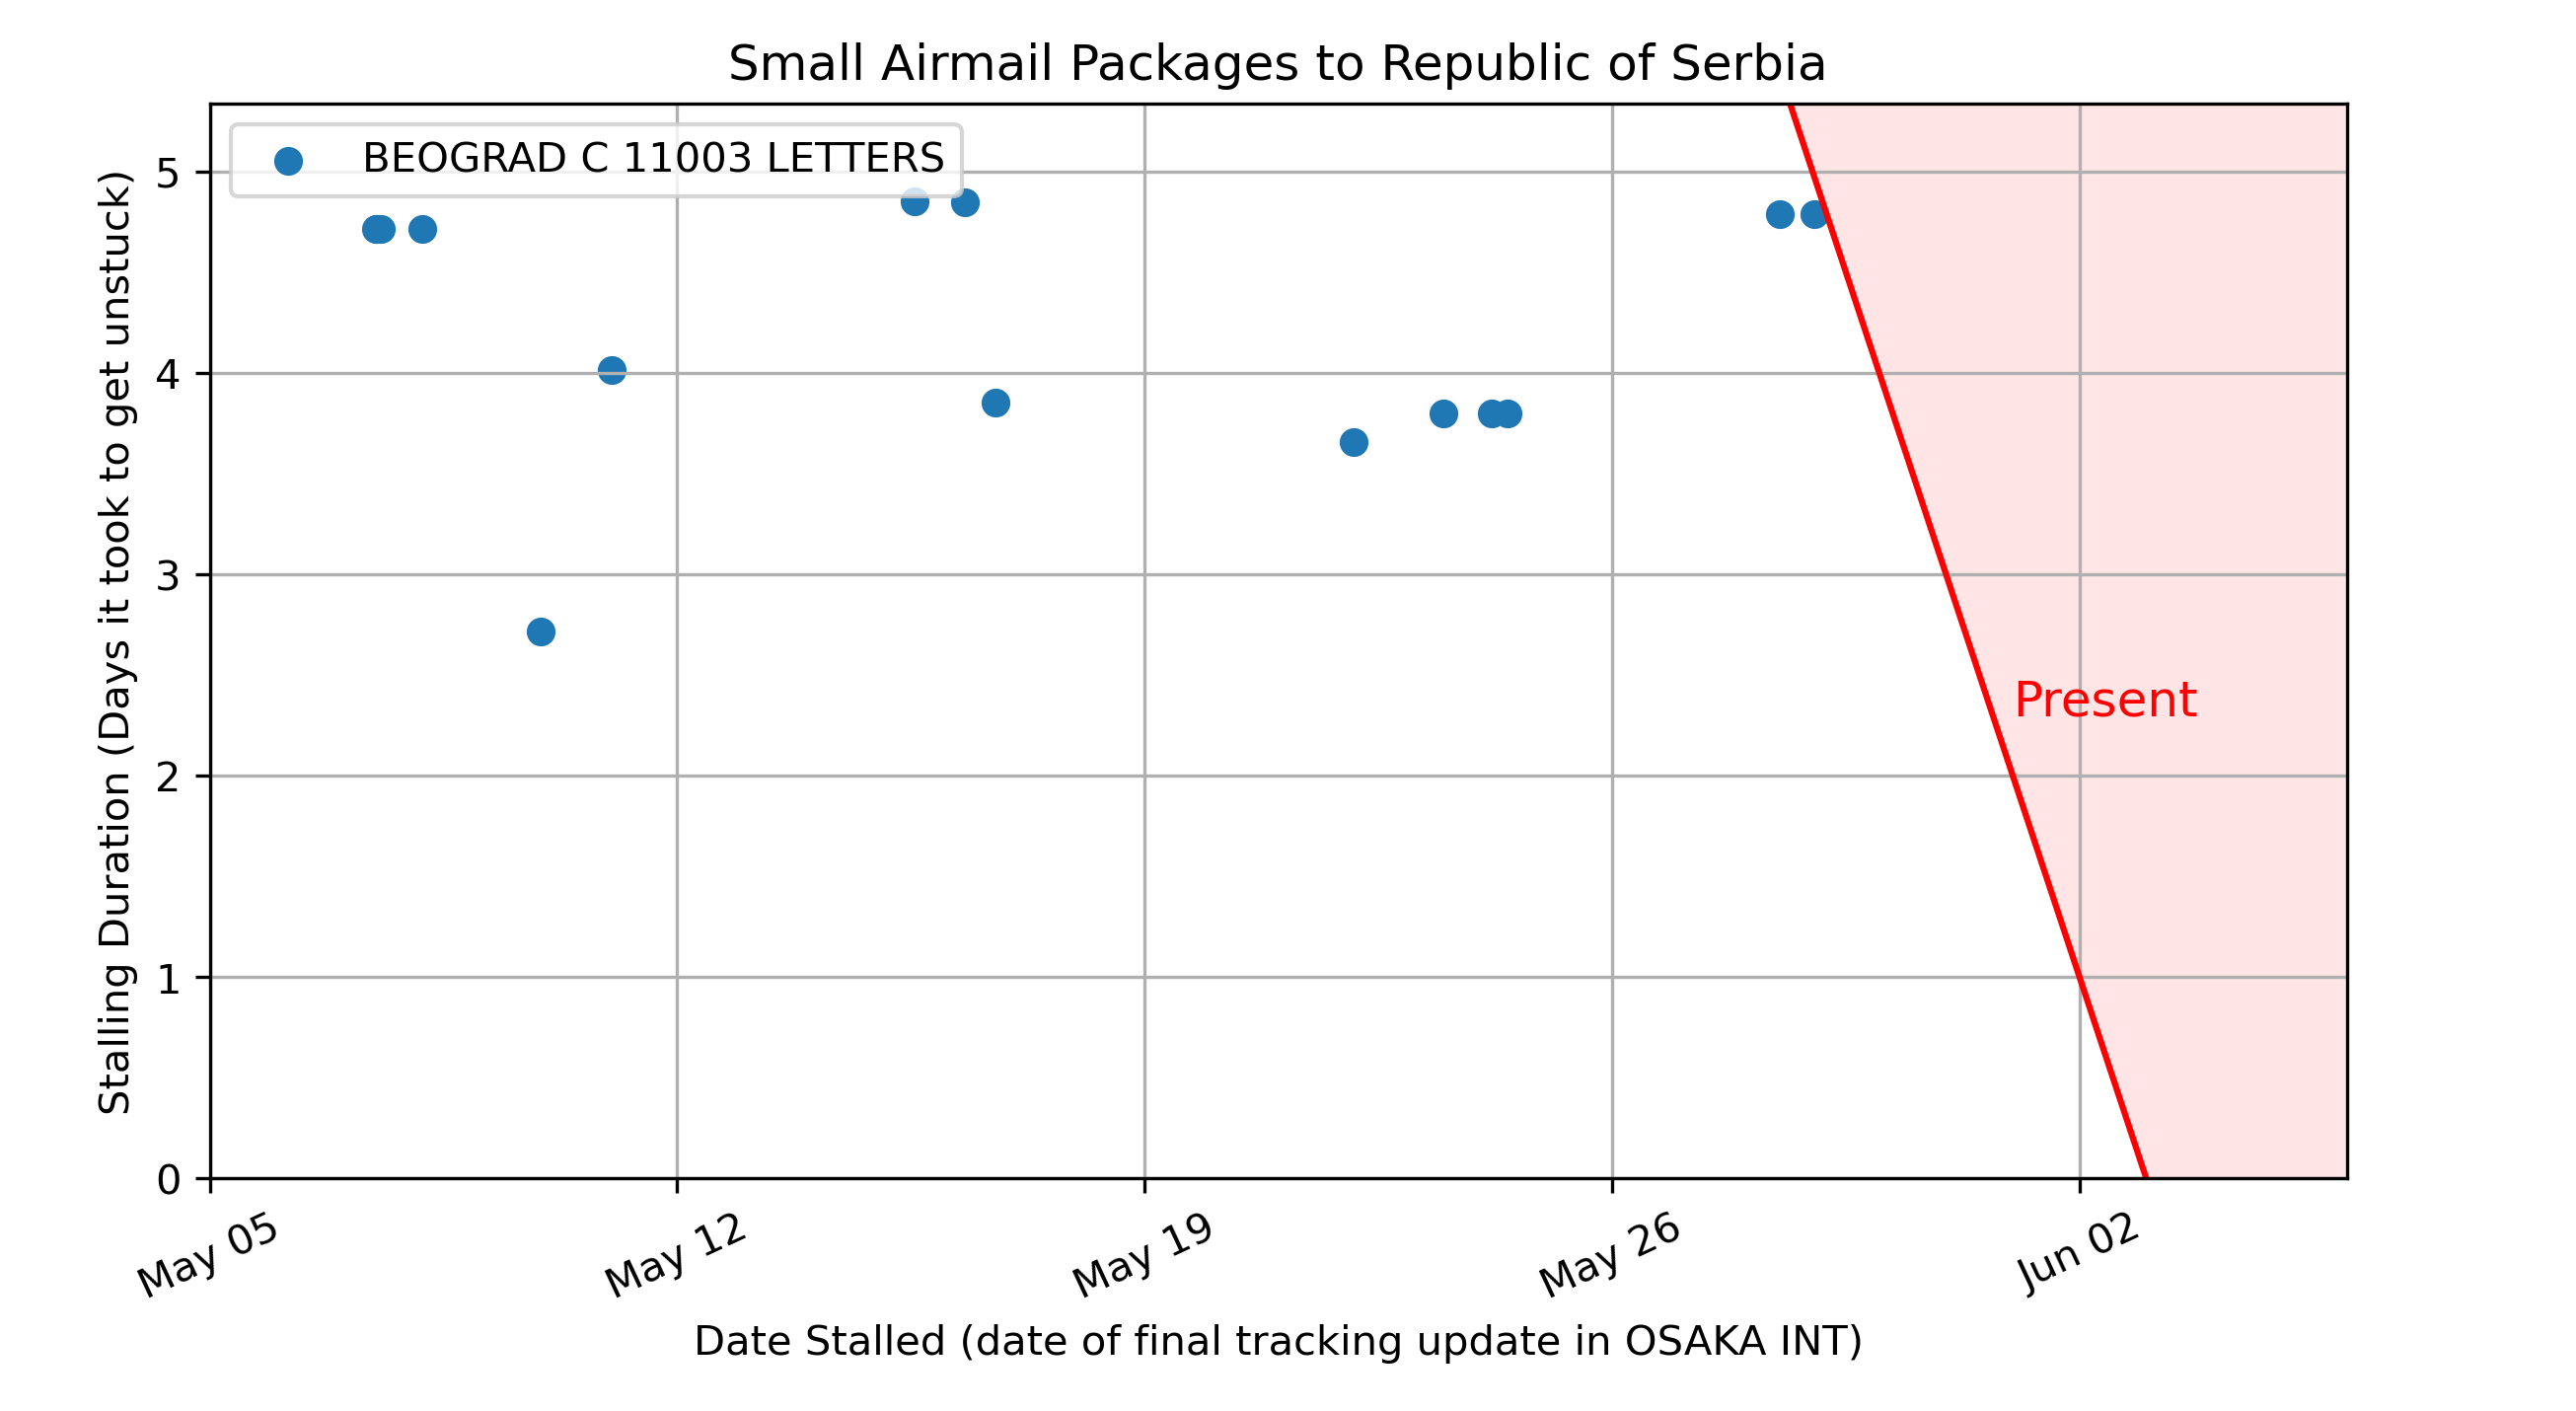 Small Airmail Packages to Republic of Serbia
BEOGRAD C 11003 LETTERS
Stalling Duration (Days it took to get unstuck)
5
4
3
2
1
0
Present
May 05
May 12
May 19
May 26
Jun 02
Date Stalled (date of final tracking update in OSAKA INT)